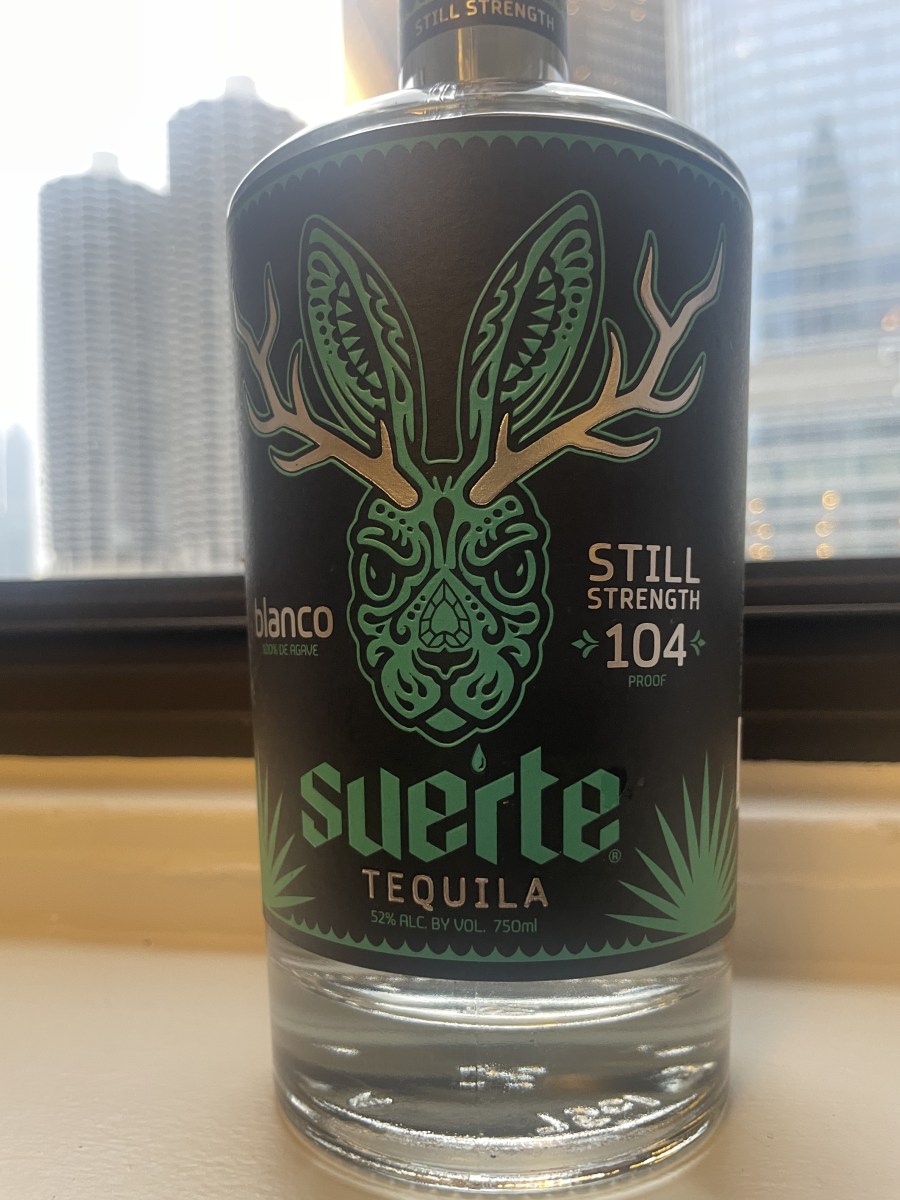 STILL STRENGTH
blanco
100% DE AGAVE
STILL
STRENGTH
104
PROOF
suerte®
TEQUILA
52% ALC. BY VOL. 750ml